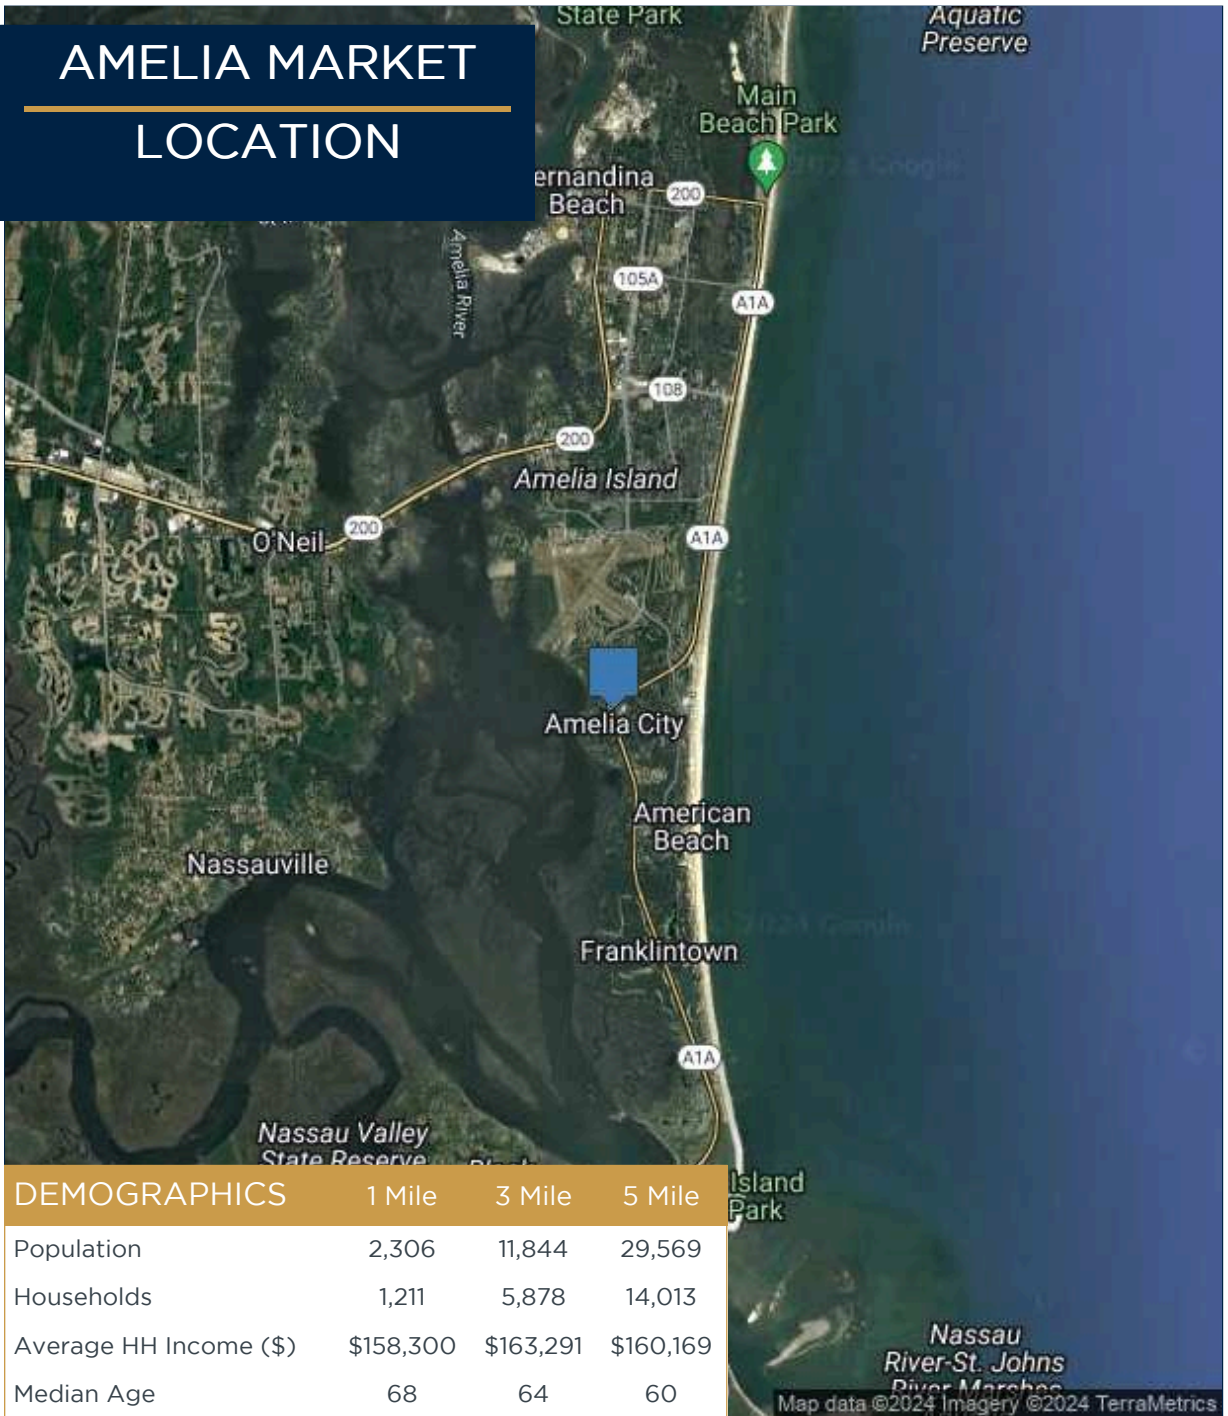 AMELIA MARKET
LOCATION
State Park
Aquatic
Preserve
Main
Beach Park
ernandina
Beach
200
Amelia River
105A
A1A
108
200
Amelia Island
200
O'Neil
A1A
Amelia City
American
Beach
Nassauville
Franklintown
A1A
Nassau Valley
State Reserve
Island
Park
DEMOGRAPHICS 1 Mile 3 Mile 5 Mile
Population 2,306 11,844 29,569
Households 1,211 5,878 14,013
Average HH Income ($) $158,300 $163,291 $160,169
Median Age 68 64 60
Nassau
River-St. Johns
River Marshes
Map data ©2024 Imagery ©2024 TerraMetrics